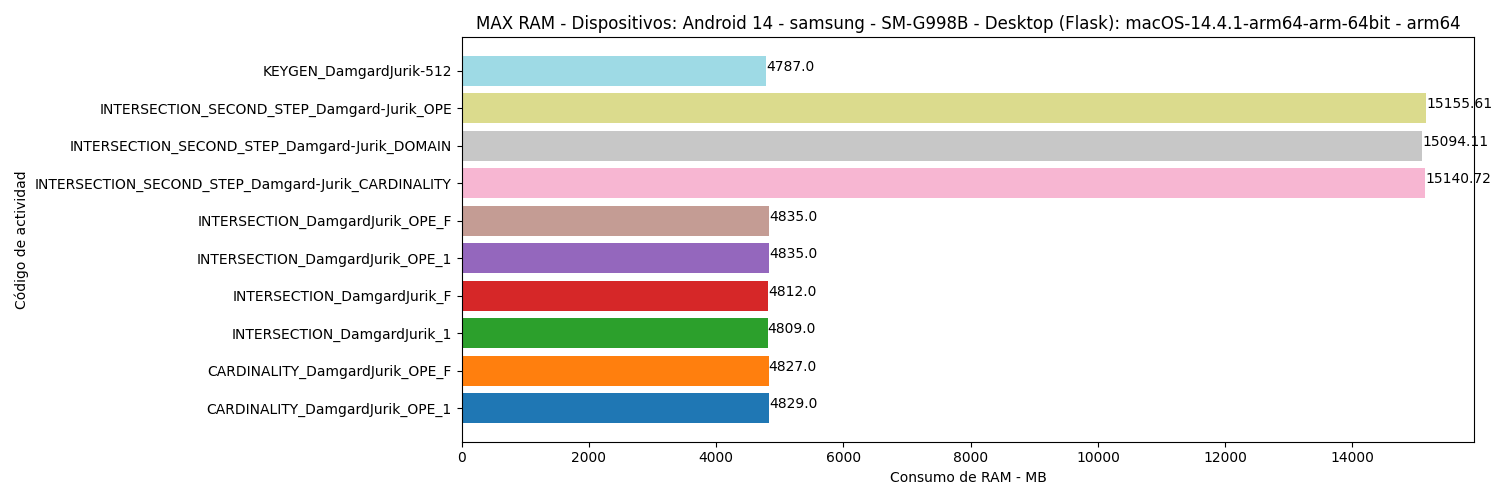 MAX RAM - Dispositivos: Android 14 - samsung - SM-G998B - Desktop (Flask): macOS-14.4.1-arm64-arm-64bit - arm64
Código de actividad
KEYGEN_DamgardJurik-512 4787.0
INTERSECTION_SECOND_STEP_Damgard-Jurik_OPE 15155.61
INTERSECTION_SECOND_STEP_Damgard-Jurik_DOMAIN 15094.11
INTERSECTION_SECOND_STEP_Damgard-Jurik_CARDINALITY 15140.72
INTERSECTION_DamgardJurik_OPE_F 4835.0
INTERSECTION_DamgardJurik_OPE_1 4835.0
INTERSECTION_DamgardJurik_F 4812.0
INTERSECTION_DamgardJurik_1 4809.0
CARDINALITY_DamgardJurik_OPE_F 4827.0
CARDINALITY_DamgardJurik_OPE_1 4829.0
0 2000 4000 6000 8000 10000 12000 14000
Consumo de RAM - MB